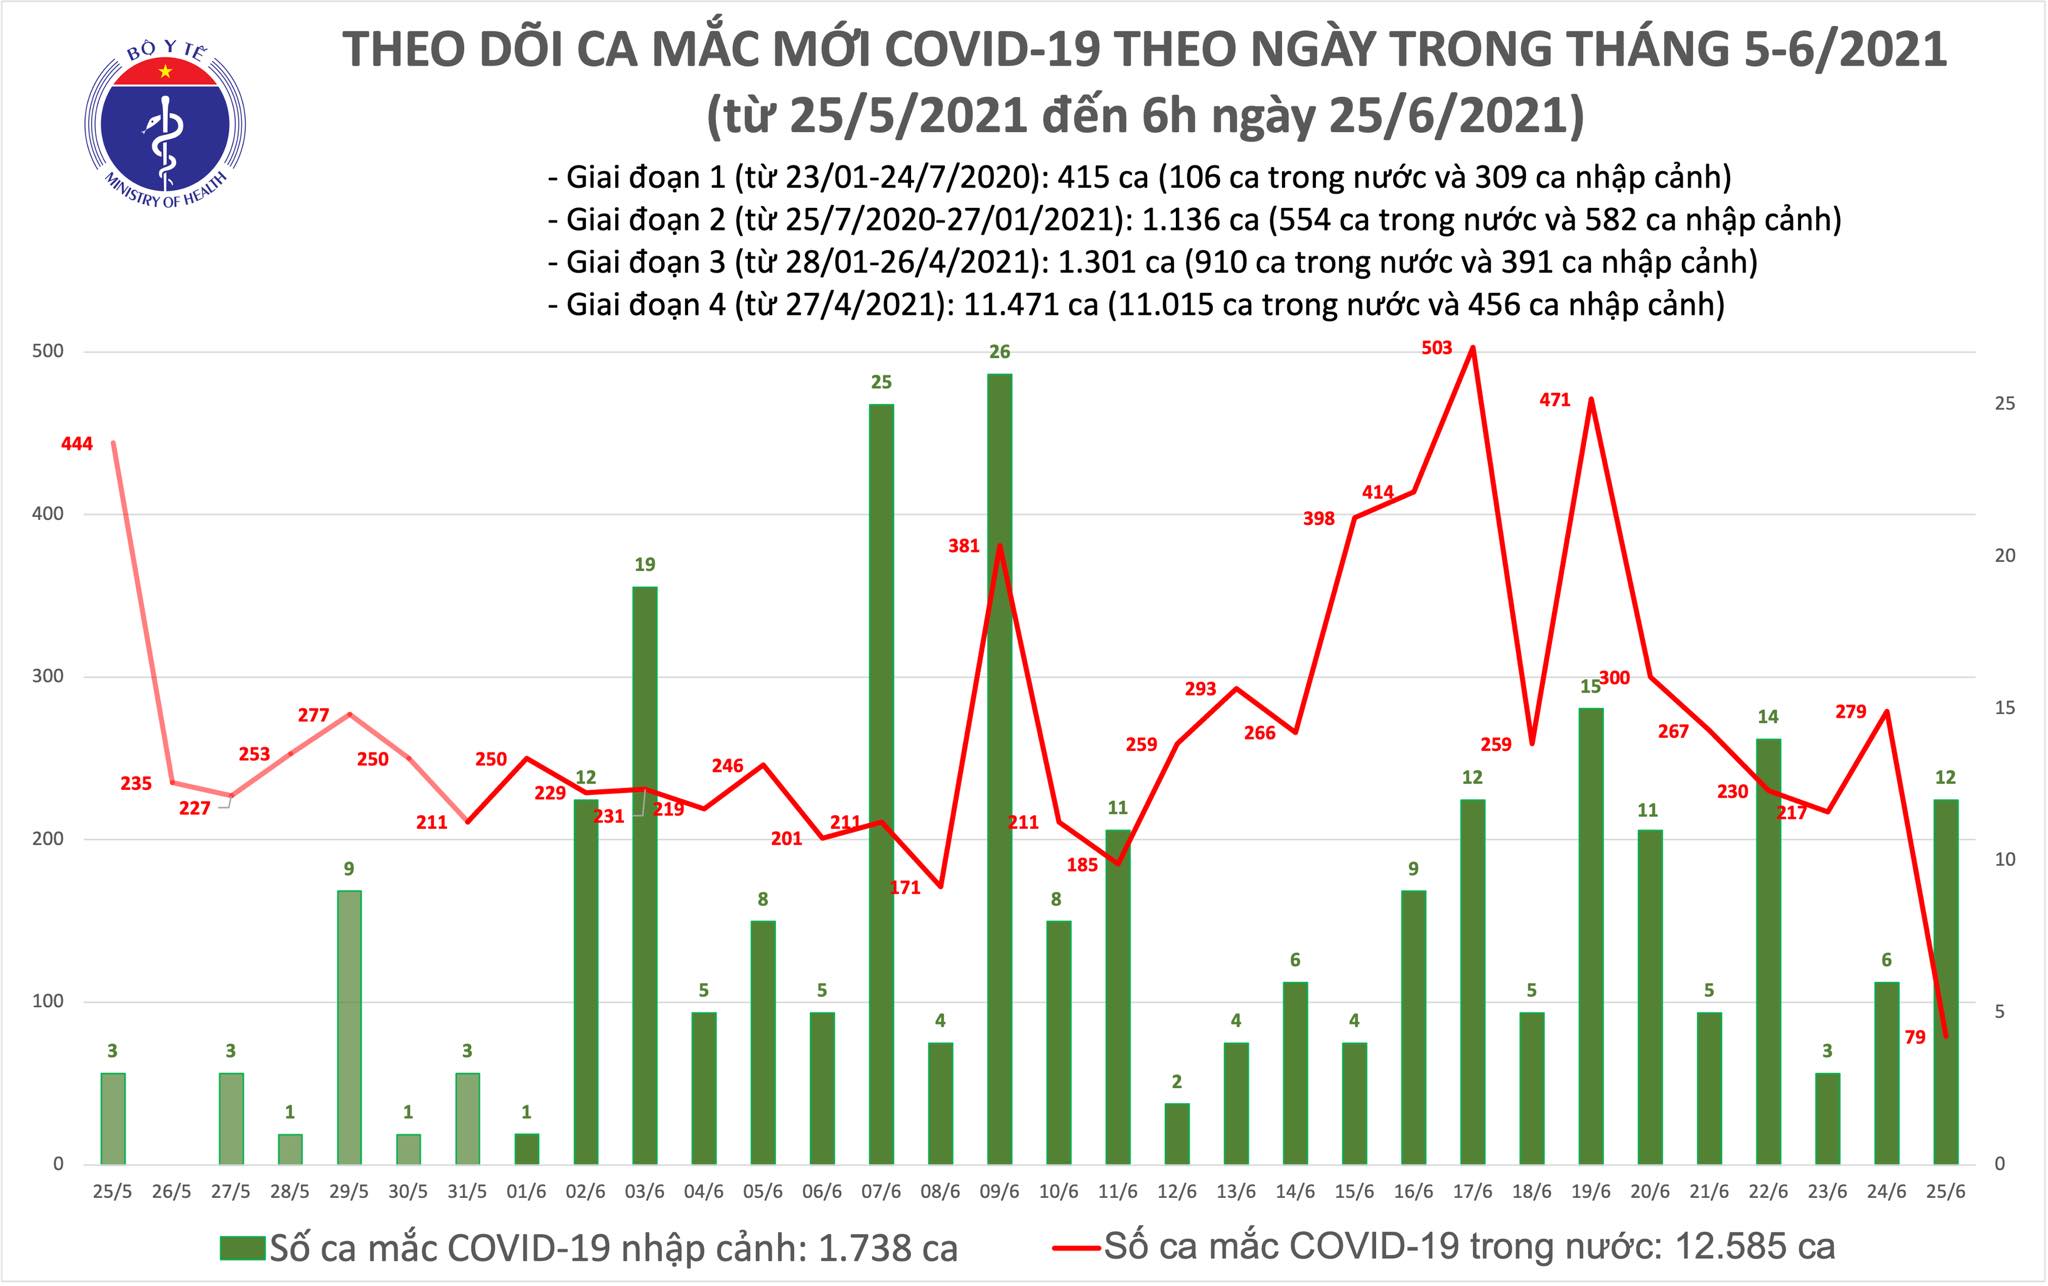 BỘ Y TẾ
MINISTRY OF HEALTH
THEO DÕI CA MẮC MỚI COVID-19 THEO NGÀY TRONG THÁNG 5-6/2021
(từ 25/5/2021 đến 6h ngày 25/6/2021)
- Giai đoạn 1 (từ 23/01-24/7/2020): 415 ca (106 ca trong nước và 309 ca nhập cảnh)
- Giai đoạn 2 (từ 25/7/2020-27/01/2021): 1.136 ca (554 ca trong nước và 582 ca nhập cảnh)
- Giai đoạn 3 (từ 28/01-26/4/2021): 1.301 ca (910 ca trong nước và 391 ca nhập cảnh)
- Giai đoạn 4 (từ 27/4/2021): 11.471 ca (11.015 ca trong nước và 456 ca nhập cảnh)
500
400
300
200
100
0
444 235 227 253 277 250 211 250 229 231 219 246 201 211 171 381 211 185 259 293 266 398 414 503 259 471 300 267 230 217 279 79
3 3 1 9 1 3 1 12 19 5 8 5 25 4 26 8 11 2 4 6 4 9 12 5 15 11 5 14 3 6 12
25
20
15
10
5
0
25/5 26/5 27/5 28/5 29/5 30/5 31/5 01/6 02/6 03/6 04/6 05/6 06/6 07/6 08/6 09/6 10/6 11/6 12/6 13/6 14/6 15/6 16/6 17/6 18/6 19/6 20/6 21/6 22/6 23/6 24/6 25/6
Số ca mắc COVID-19 nhập cảnh: 1.738 ca
Số ca mắc COVID-19 trong nước: 12.585 ca